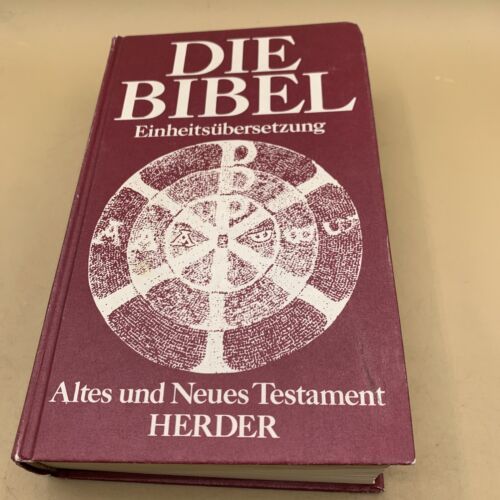 DIE
BIBEL
Einheitsübersetzung
Altes und Neues Testament
HERDER